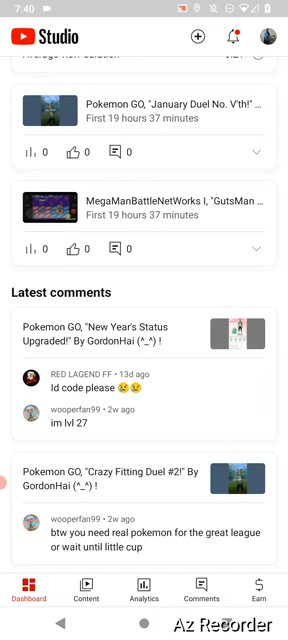 7:40
Studio
Pokemon GO, "January Duel No. V'th!" ...
First 19 hours 37 minutes
0 0 0
MegaManBattleNetWorks I, "GutsMan ...
First 19 hours 37 minutes
0 0 0
Latest comments
Pokemon GO, "New Year's Status
Upgraded!" By GordonHai (^_^) !
RED LAGEND FF • 13d ago
Id code please 😢😢
wooperfan99 • 2w ago
im lvl 27
Pokemon GO, "Crazy Fitting Duel #2!" By
GordonHai (^_^) !
wooperfan99 • 2w ago
btw you need real pokemon for the great league
or wait until little cup
Dashboard Content Analytics Comments Earn
Az Recorder